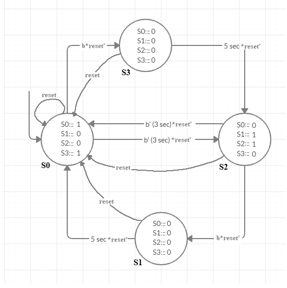 S0:: 0
S1:: 0
S2:: 0
S3:: 0
S3
b*reset'
5 sec*reset'
reset
reset
S0:: 1
S1:: 0
S2:: 0
S3:: 1
S0
b' (3 sec)*reset'
b' (3 sec)*reset'
S0:: 0
S1:: 1
S2:: 1
S3:: 0
S2
reset
reset
S0:: 0
S1:: 0
S2:: 0
S3:: 0
S1
5 sec*reset'
b*reset'